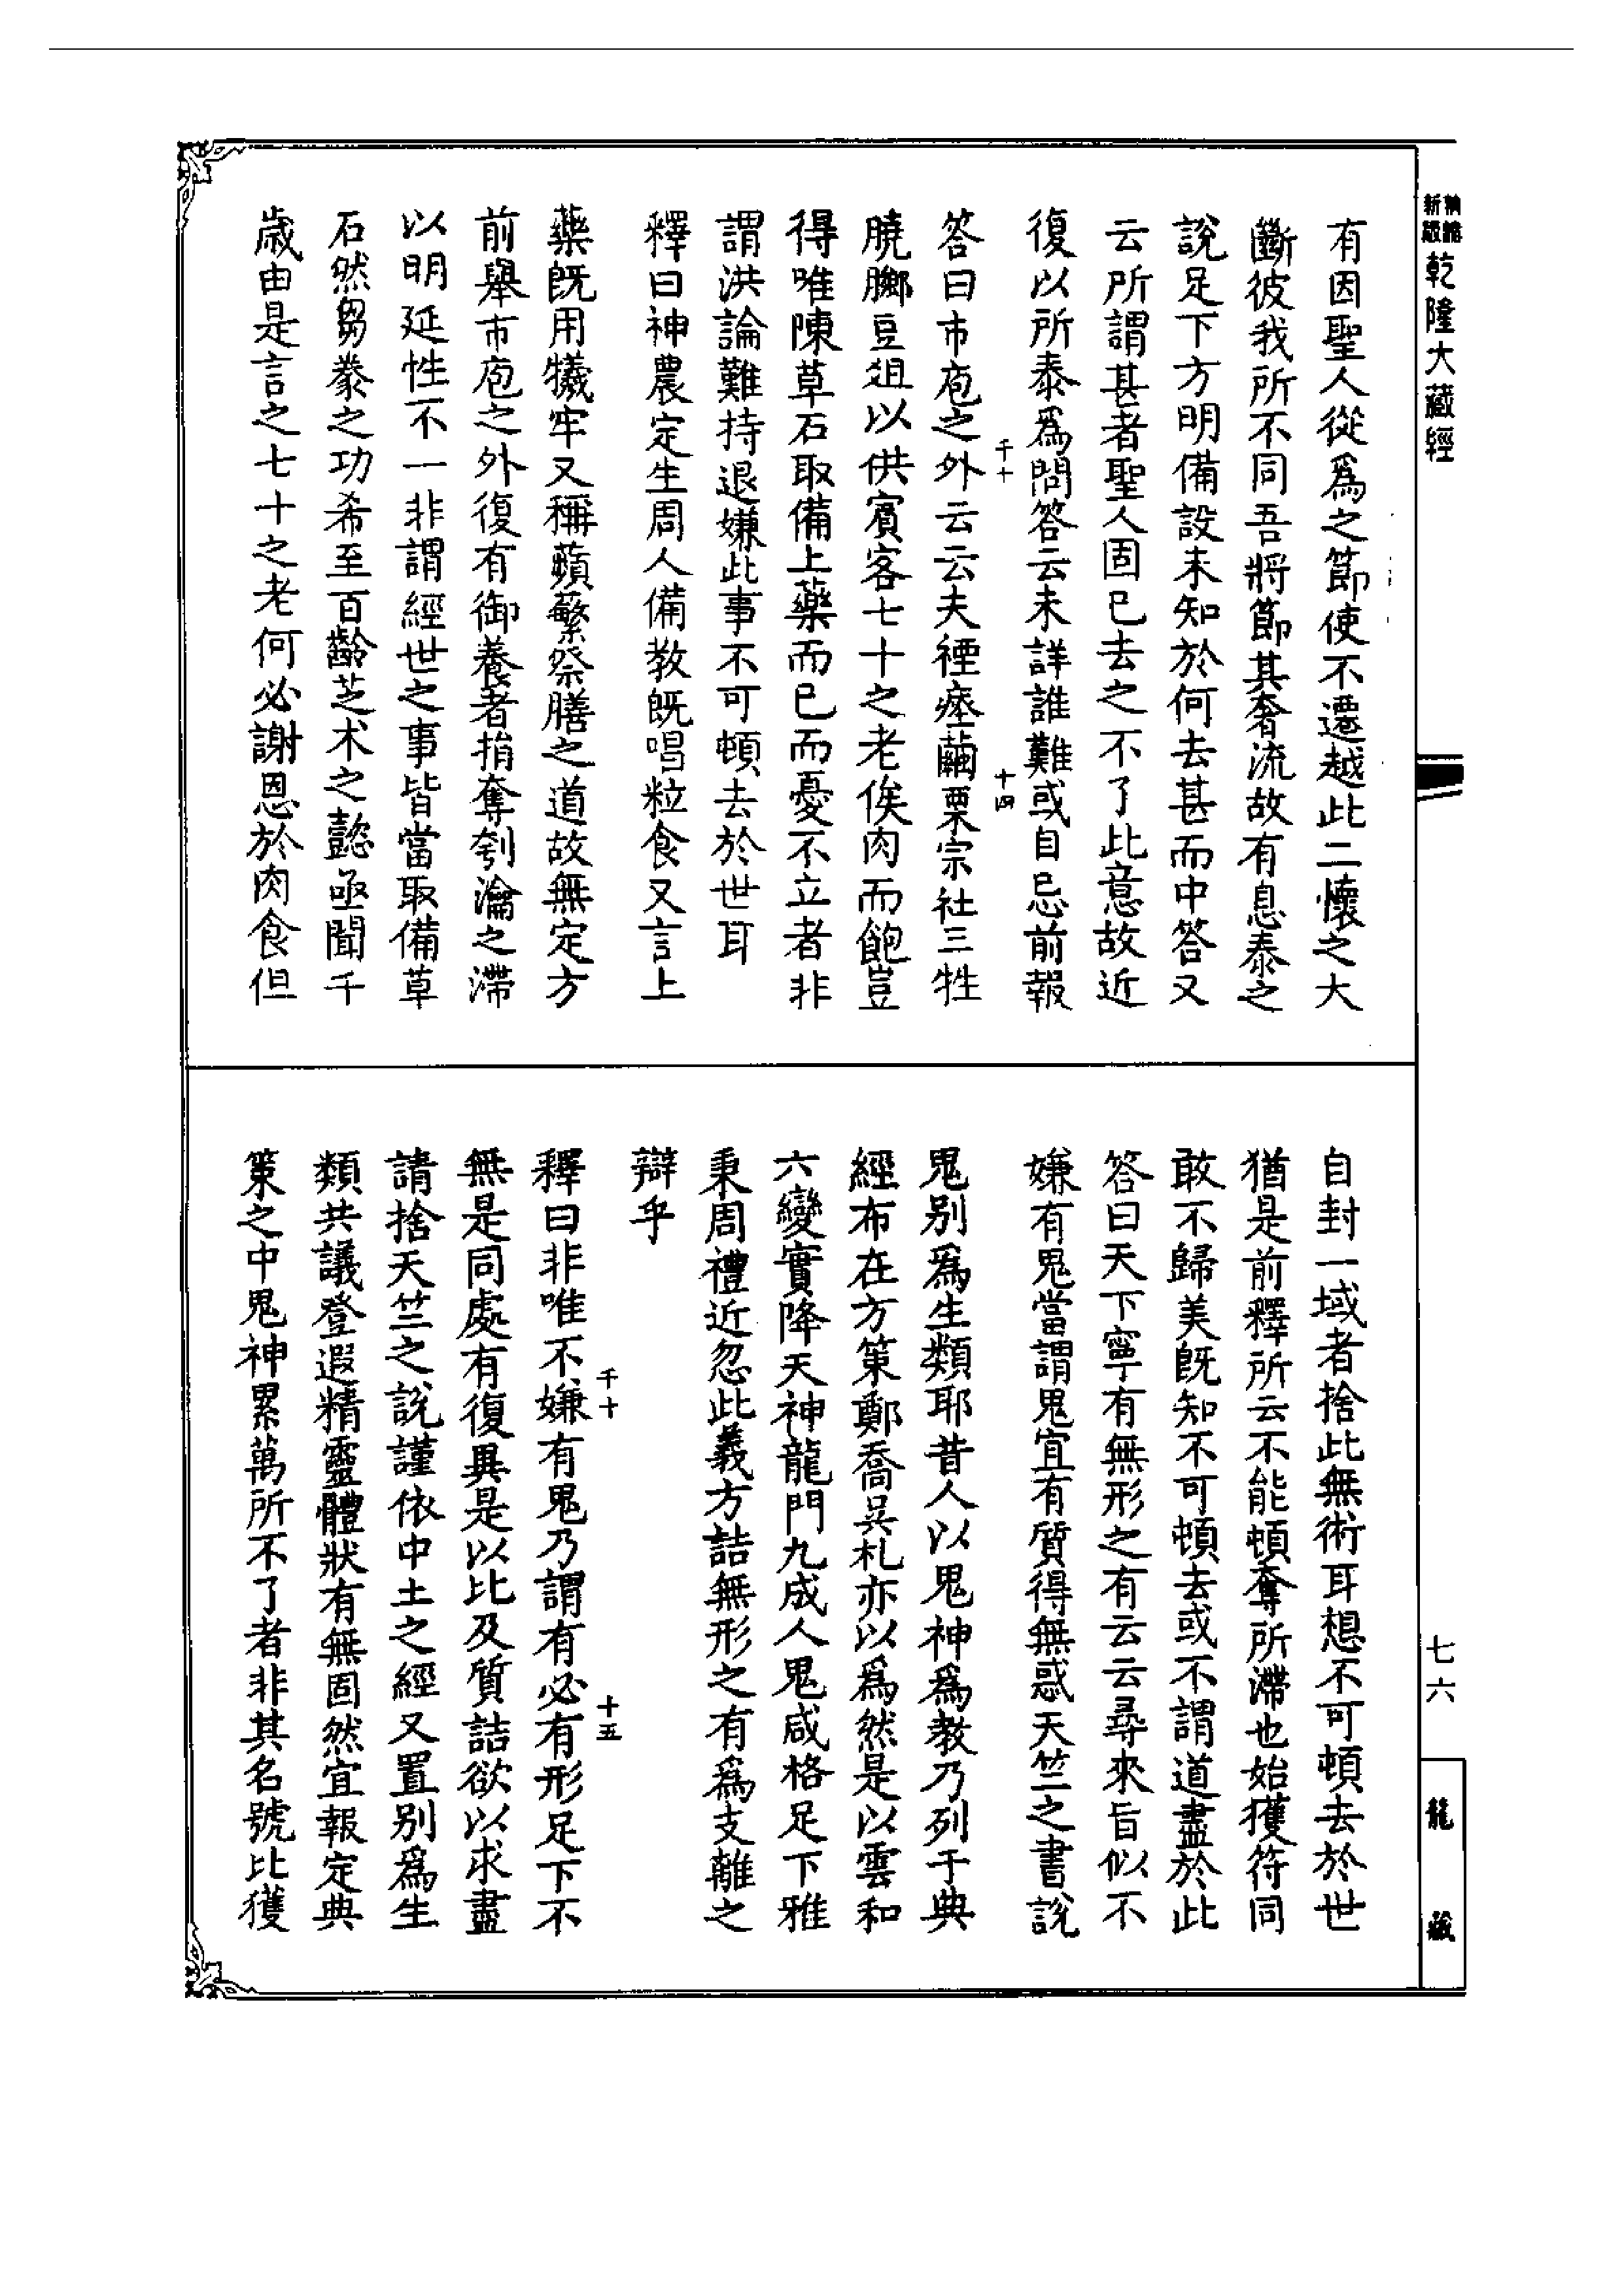 新編縮版
乾隆大藏經
七六
龍藏
有因聖人從爲之節使不遷越此二懷之大
斷彼我所不同吾將節其奢流故有息泰之
說足下方明備設未知於何去甚而中答又
云所謂甚者聖人固已去之不了此意故近
復以所泰爲問答云未詳誰難或自忌前報
千十
十四
答曰市庖之外云云夫禋瘞繭栗宗社三牲
膮膷豆俎以供賓客七十之老俟肉而飽豈
得唯陳草石取備上藥而已而憂不立者非
謂洪論難持退嫌此事不可頓去於世耳
釋曰神農定生周人備教既唱粒食又言上
藥既用犧牢又稱蘋蘩祭膳之道故無定方
前舉市庖之外復有御養者指奪刳瀹之滯
以明延性不一非謂經世之事皆當取備草
石然芻豢之功希至百齡芝朮之懿亟聞千
歲由是言之七十之老何必謝恩於肉食但
自封一域者捨此無術耳想不可頓去於世
猶是前釋所云不能頓奪所滯也始獲符同
敢不歸美既知不可頓去或不謂道盡於此
答曰天下寧有無形之有云云尋來旨似不
嫌有鬼當謂鬼宜有質得無惑天竺之書說
鬼别爲生類耶昔人以鬼神爲教乃列于典
經布在方策鄭喬吳札亦以爲然是以雲和
六變實降天神龍門九成人鬼咸格足下雅
秉周禮近忽此義方詰無形之有爲支離之
辯乎
千十
十五
釋曰非唯不嫌有鬼乃謂有必有形足下不
無是同處有復異是以比及質詰欲以求盡
請捨天竺之說謹依中土之經又置别爲生
類共議登遐精靈體狀有無固然宜報定典
策之中鬼神累萬所不了者非其名號比獲